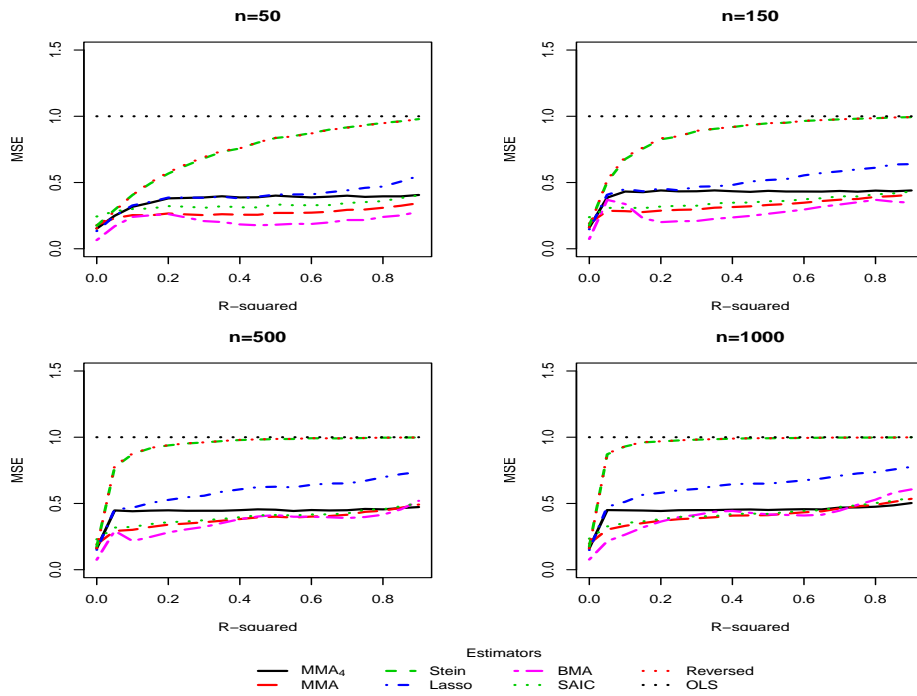 n=50
n=150
MSE
0.0 0.5 1.0 1.5
0.0 0.2 0.4 0.6 0.8
R-squared
MSE
0.0 0.5 1.0 1.5
0.0 0.2 0.4 0.6 0.8
R-squared
n=500
n=1000
MSE
0.0 0.5 1.0 1.5
0.0 0.2 0.4 0.6 0.8
R-squared
MSE
0.0 0.5 1.0 1.5
0.0 0.2 0.4 0.6 0.8
R-squared
Estimators
MMA₄ Stein BMA Reversed
MMA Lasso SAIC OLS